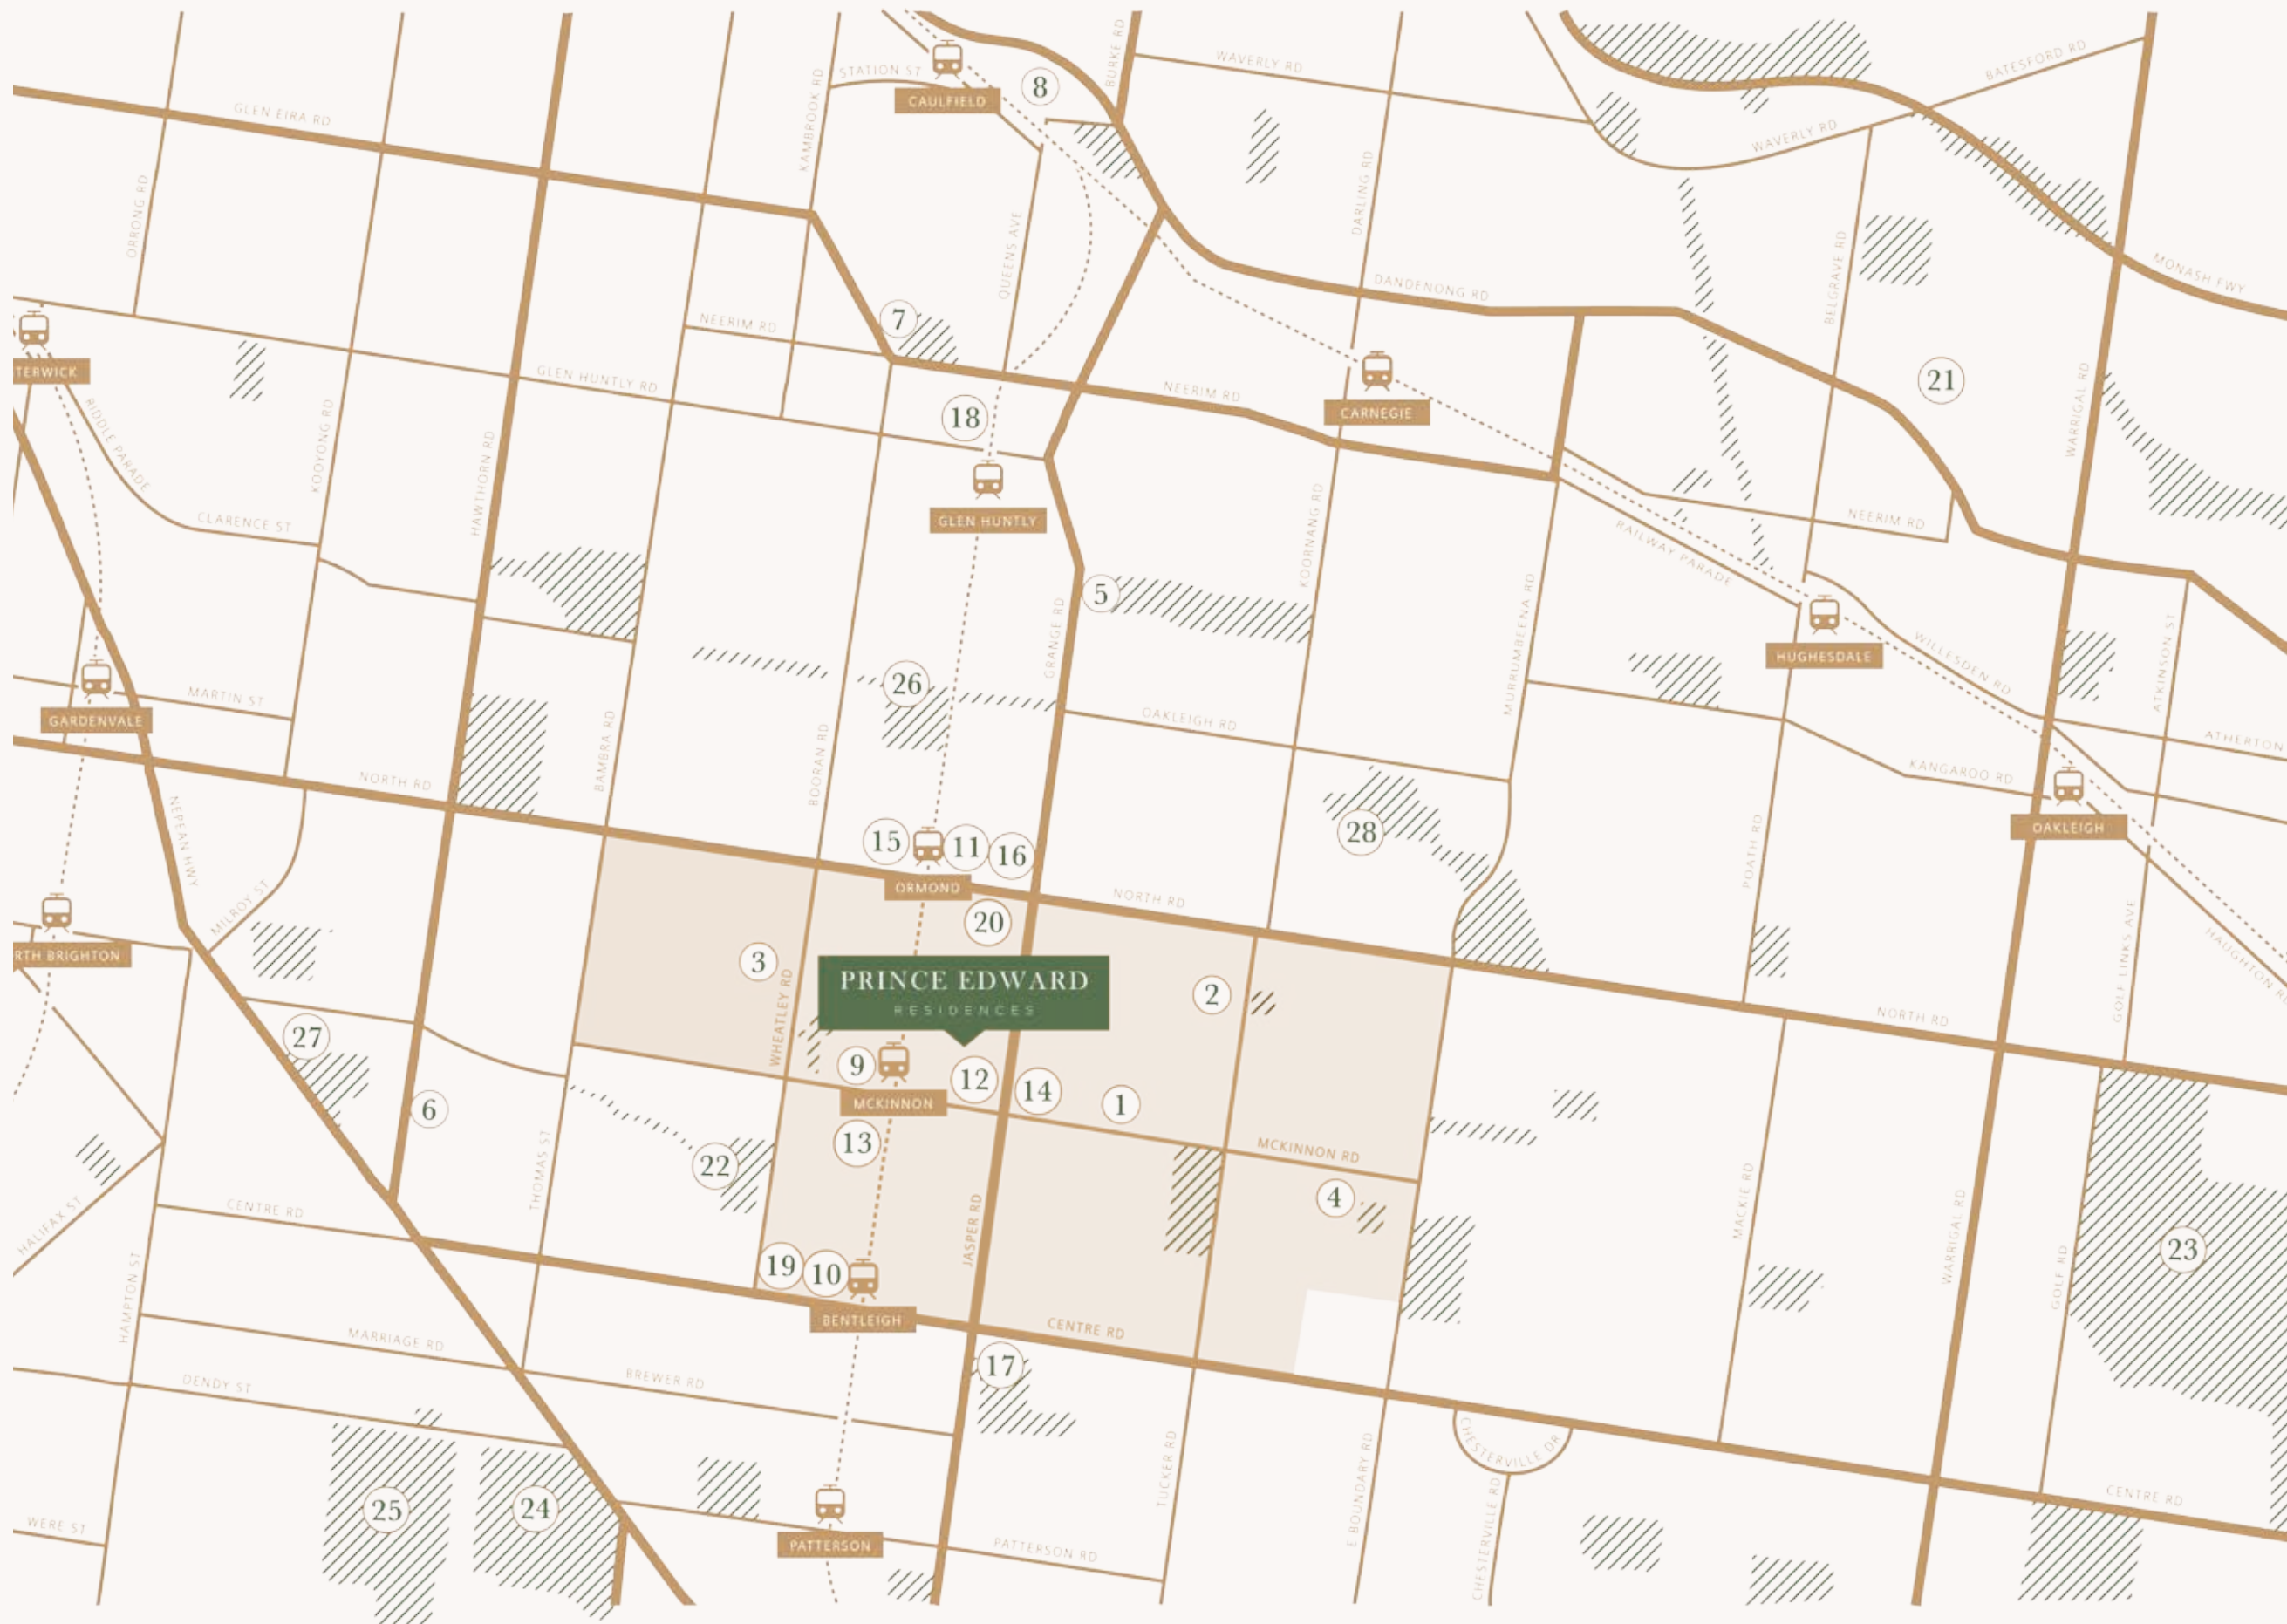 BURKE RD
WAVERLY RD
BATESFORD RD
STATION ST
8
CAULFIELD
GLEN EIRA RD
KAMBROOK RD
WAVERLY RD
DARLING RD
ORRONG RD
QUEENS AVE
BELGRAVE RD
MONASH FWY
DANDENONG RD
NEERIM RD
7
TERWICK
GLEN HUNTLY RD
NEERIM RD
CARNEGIE
21
WARRIGAL RD
RIDDLE PARADE
KOOYONG RD
18
HAWTHORN RD
GLEN HUNTLY
CLARENCE ST
KOORNANG RD
NEERIM RD
RAILWAY PARADE
5
GRANGE RD
MURRUMBEENA RD
HUGHESDALE
WILLESDEN RD
ATKINSON ST
26
MARTIN ST
GARDENVALE
OAKLEIGH RD
BAMBRA RD
BOORAN RD
ATHERTON
KANGAROO RD
NORTH RD
NEPEAN HWY
15
11
16
28
POATH RD
OAKLEIGH
ORMOND
NORTH RD
MILROY ST
20
GOLF LINKS AVE
HAUGHTON RD
RTH BRIGHTON
3
WHEATLEY RD
PRINCE EDWARD
RESIDENCES
2
NORTH RD
27
9
12
14
1
6
MCKINNON
13
MCKINNON RD
22
THOMAS ST
4
MACKIE RD
HALIFAX ST
CENTRE RD
JASPER RD
WARRIGAL RD
GOLF RD
23
19
10
HAMPTON ST
BENTLEIGH
CENTRE RD
MARRIAGE RD
17
DENDY ST
BREWER RD
CHESTERVILLE DR
TUCKER RD
E BOUNDARY RD
CHESTERVILLE RD
CENTRE RD
25
24
WERE ST
PATTERSON
PATTERSON RD